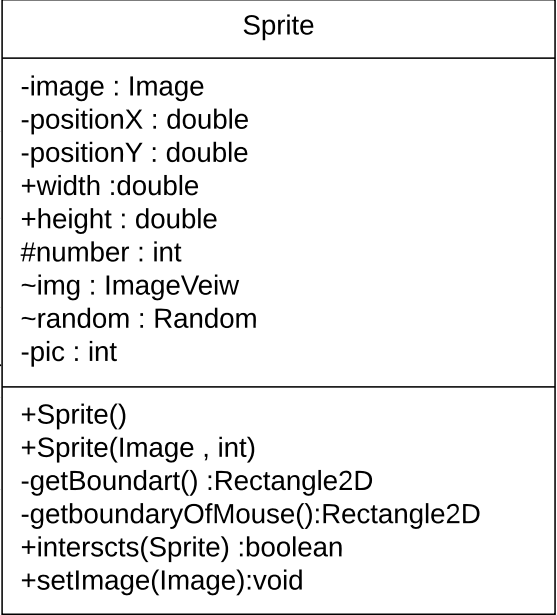 Sprite
-image : Image
-positionX : double
-positionY : double
+width :double
+height : double
#number : int
~img : ImageVeiw
~random : Random
-pic : int
+Sprite()
+Sprite(Image , int)
-getBoundart() :Rectangle2D
-getboundaryOfMouse():Rectangle2D
+interscts(Sprite) :boolean
+setImage(Image):void